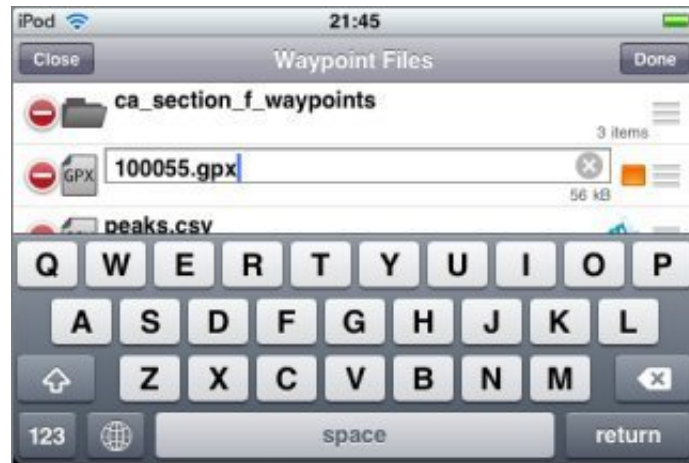 iPod 21:45
Close Waypoint Files Done
ca_section_f_waypoints
3 items
GPX 100055.gpx
56 kB
peaks.csv
Q W E R T Y U I O P
A S D F G H J K L
Z X C V B N M
123 space return